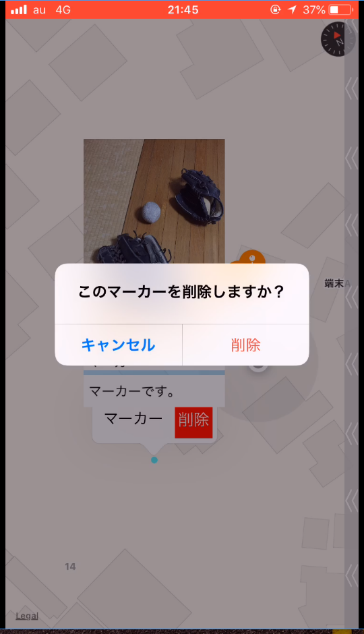 au 4G 21:45 37%
N
端末
このマーカーを削除しますか？
キャンセル 削除
マーカーです。
マーカー 削除
14
Legal